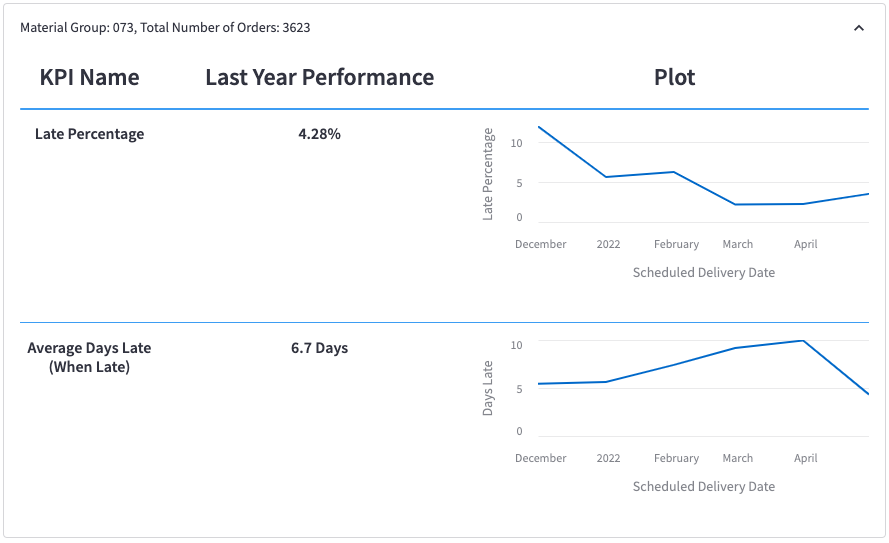 Material Group: 073, Total Number of Orders: 3623
KPI Name
Last Year Performance
Plot
Late Percentage
4.28%
Late Percentage
10
5
0
December
2022
February
March
April
Scheduled Delivery Date
Average Days Late
(When Late)
6.7 Days
Days Late
10
5
0
December
2022
February
March
April
Scheduled Delivery Date